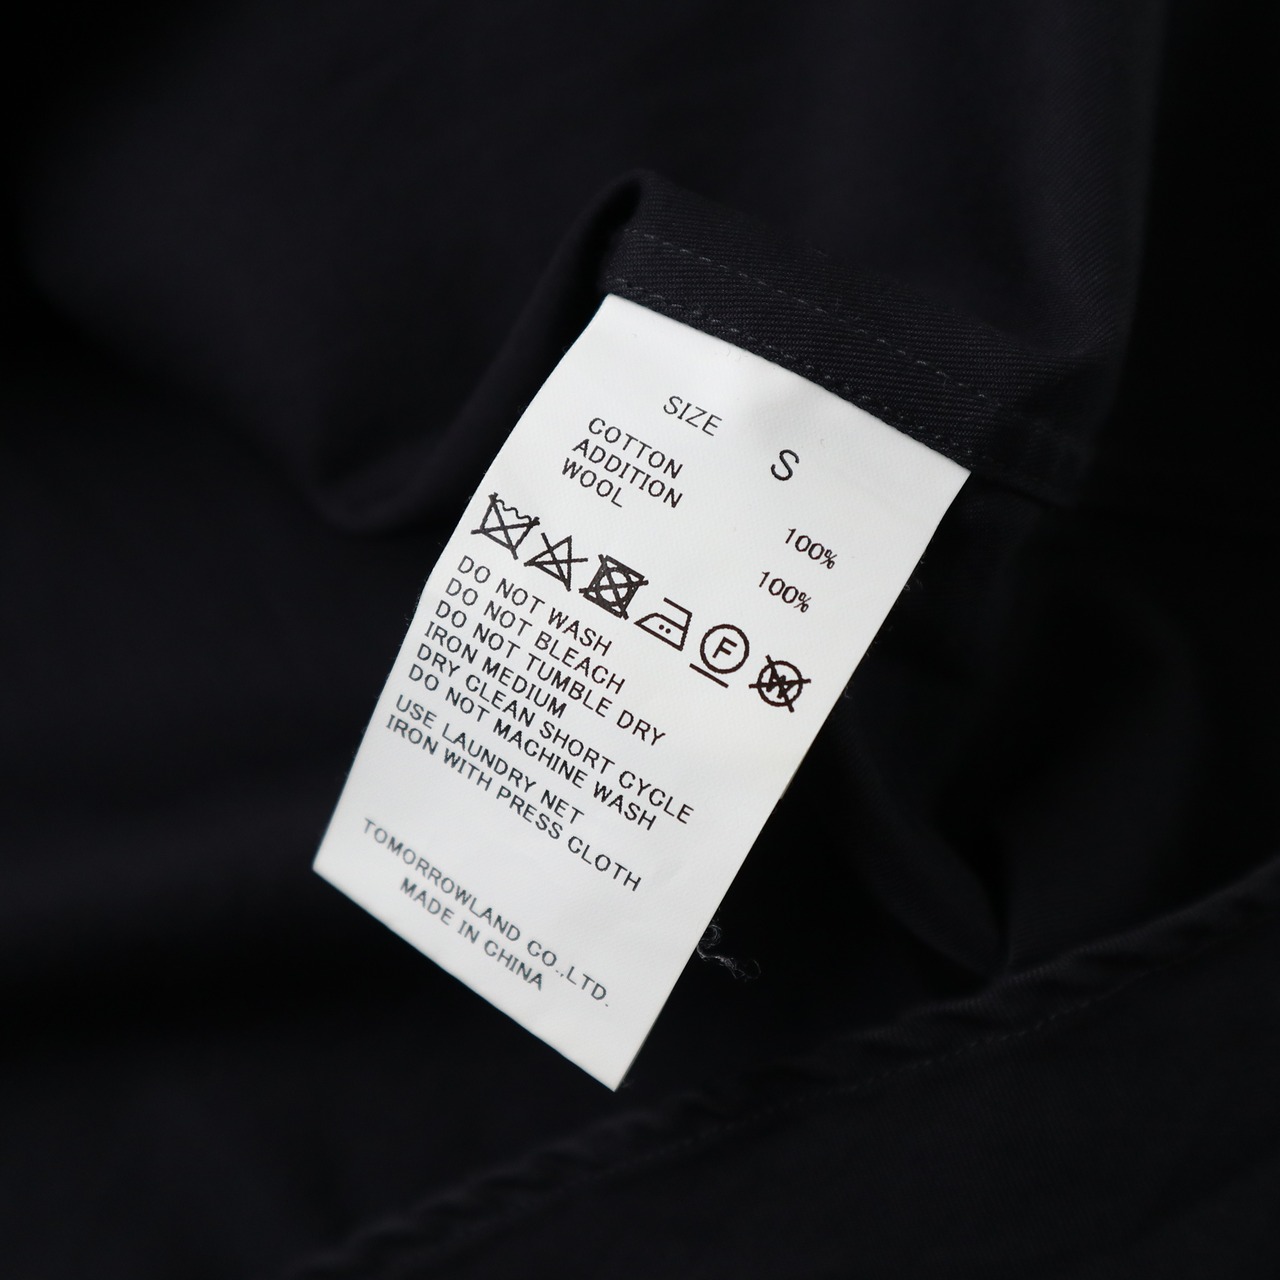 SIZE S
COTTON 100%
ADDITION
WOOL 100%
F
W
DO NOT WASH
DO NOT BLEACH
DO NOT TUMBLE DRY
IRON MEDIUM
DRY CLEAN SHORT CYCLE
DO NOT MACHINE WASH
USE LAUNDRY NET
IRON WITH PRESS CLOTH
TOMORROWLAND CO.,LTD.
MADE IN CHINA